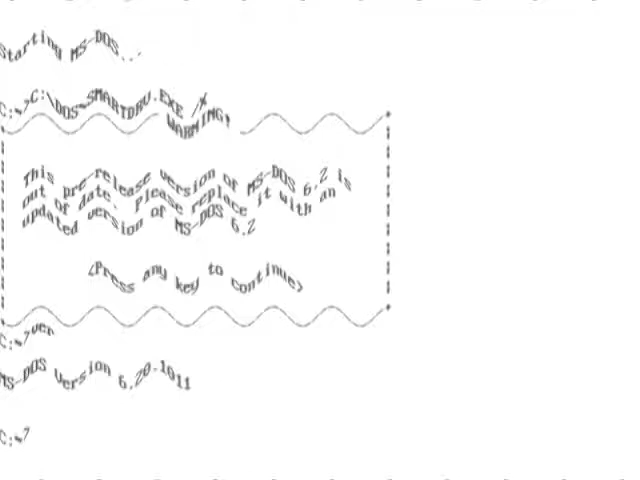 Starting MS-DOS...
C:\>C:\DOS\SMARTDRV.EXE /X
WARNING!
This pre-release version of MS-DOS 6.2 is
out of date. Please replace it with an
updated version of MS-DOS 6.2
<Press any key to continue>
C:\>ver
MS-DOS Version 6.20-1011
C:\>